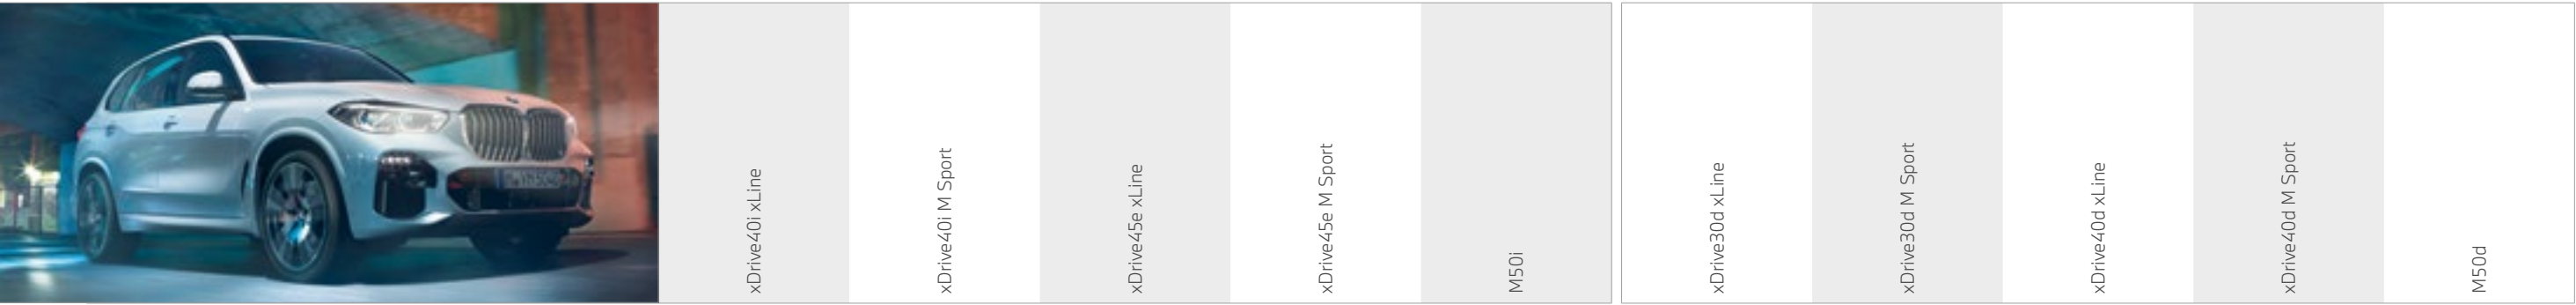 xDrive40i xLine
xDrive40i M Sport
xDrive45e xLine
xDrive45e M Sport
M50i
xDrive30d xLine
xDrive30d M Sport
xDrive40d xLine
xDrive40d M Sport
M50d